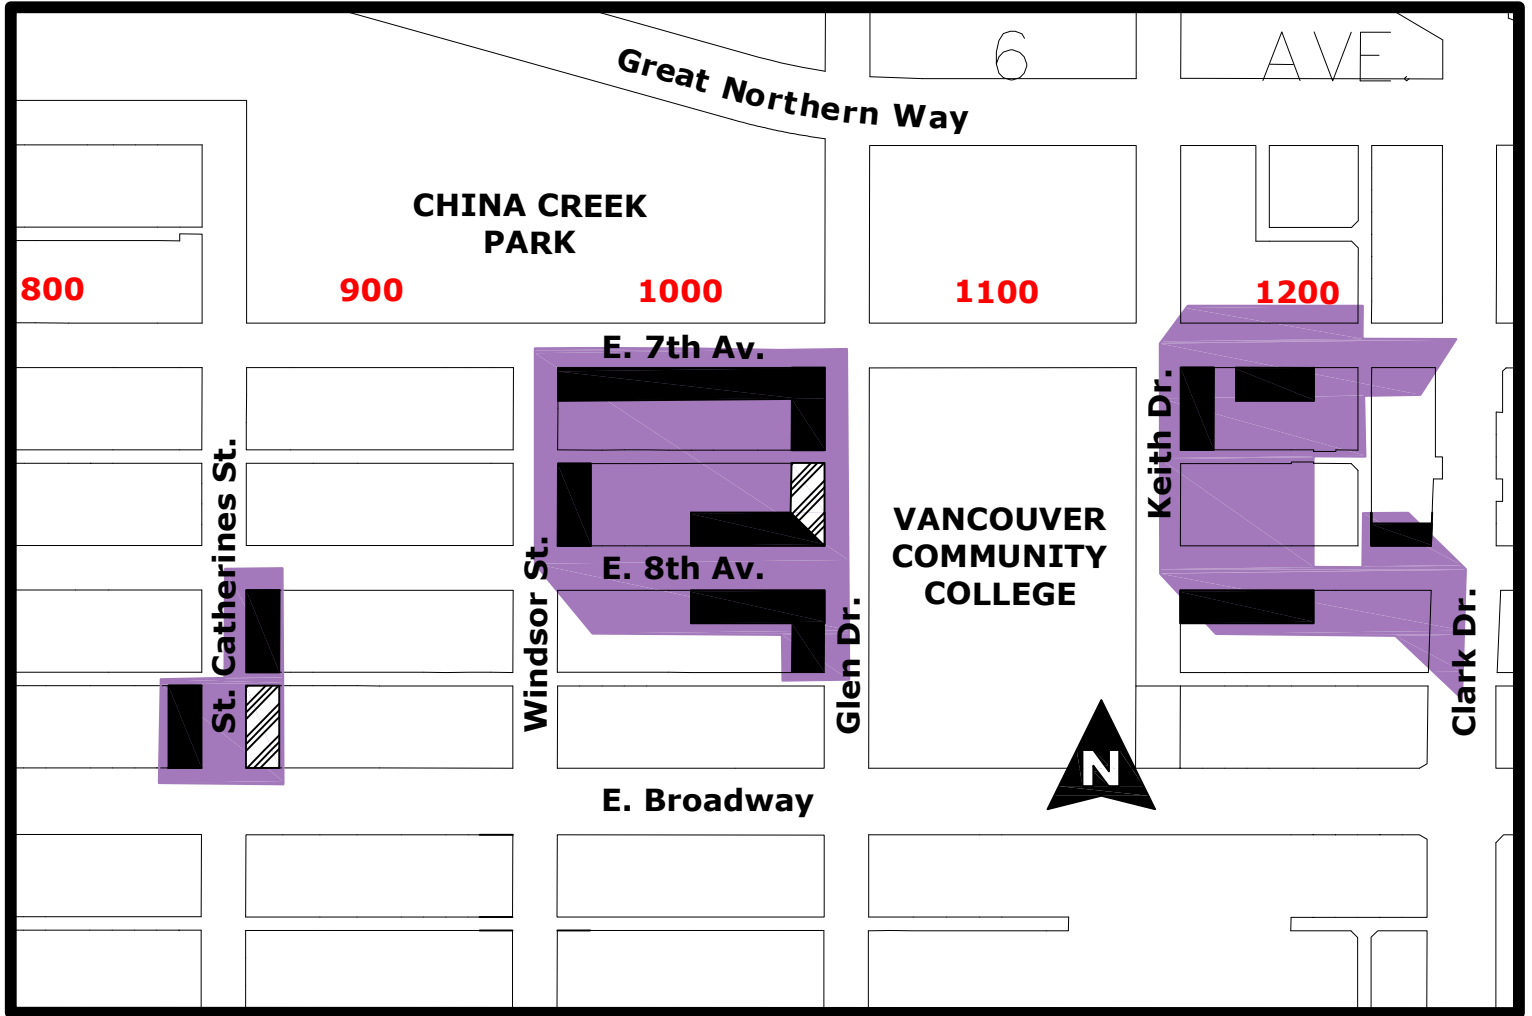 6 AVE.
Great Northern Way
CHINA CREEK
PARK
800 900 1000 1100 1200
E. 7th Av.
Keith Dr.
St. Catherines St.
VANCOUVER
COMMUNITY
COLLEGE
Windsor St.
E. 8th Av.
Glen Dr.
Clark Dr.
N
E. Broadway